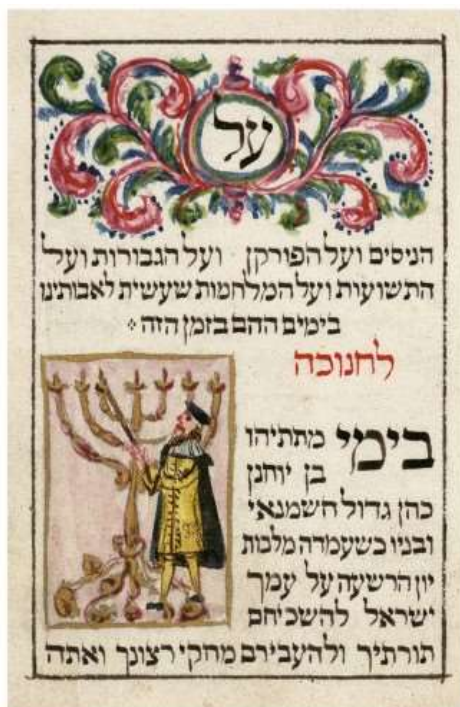 על
הניסים ועל הפורקן ועל הגבורות ועל
התשועות ועל המלחמות שעשית לאבותינו
בימים ההם בזמן הזה
לחנוכה
בימי מתתיהו
בן יוחנן
כהן גדול חשמנאי
ובניו כשעמדה מלכות
יון הרשעה על עמך
ישראל להשכיחם
תורתיך ולהעבירם מחקי רצונך ואתה